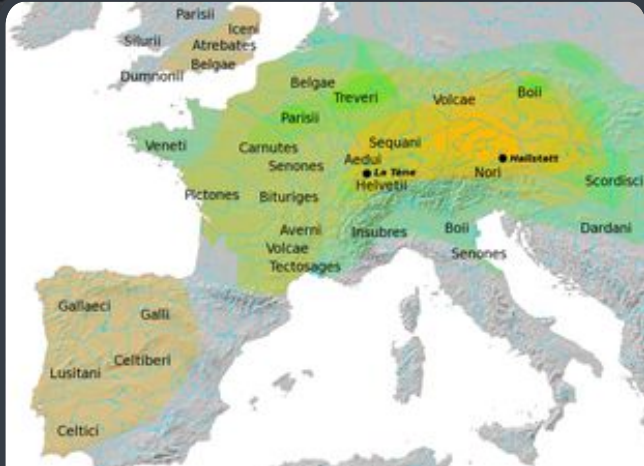 Parisii
Iceni
Silurii
Atrebates
Belgae
Dumnonii
Belgae
Treveri
Volcae
Boii
Parisii
Veneti
Carnutes
Sequani
Senones
Aedui
Hallstatt
La Tène
Nori
Helvetii
Scordisci
Pictones
Bituriges
Averni
Insubres
Boii
Dardani
Volcae
Tectosages
Senones
Gallaeci
Galli
Celtiberi
Lusitani
Celtici